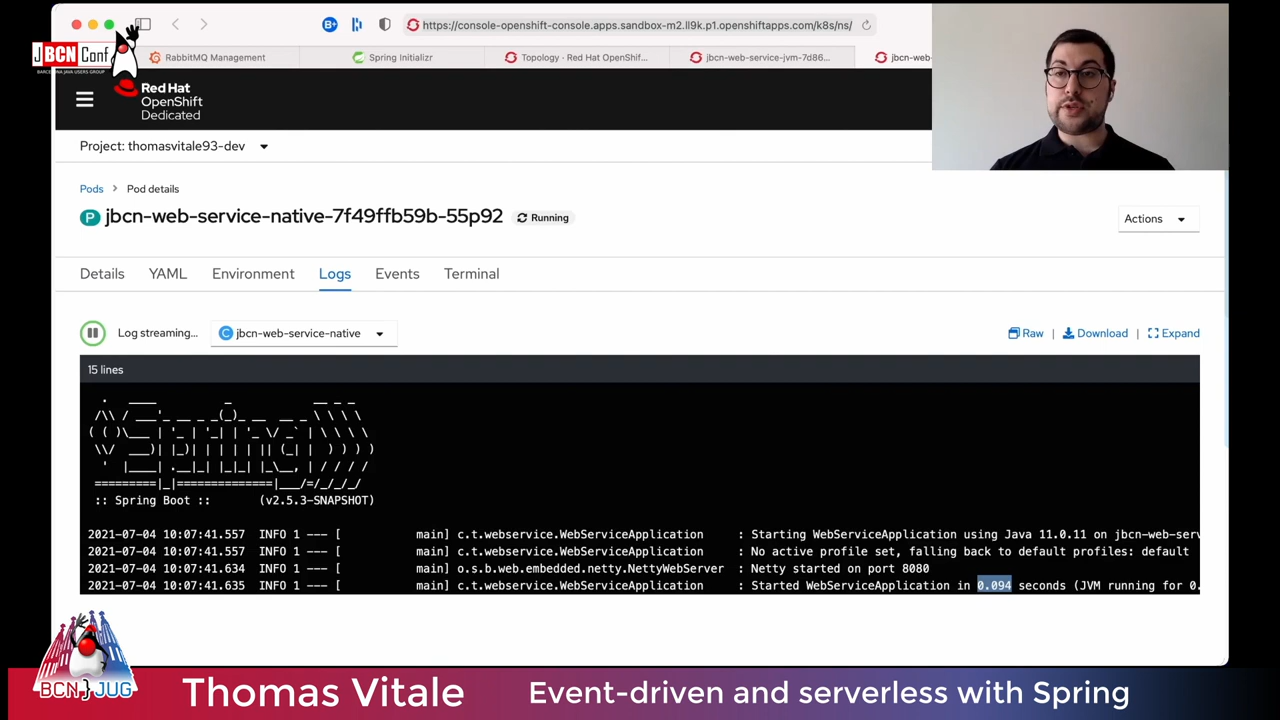 https://console-openshift-console.apps.sandbox-m2.ll9k.p1.openshiftapps.com/k8s/ns/
JBCNConf
BARCELONA JAVA USERS GROUP
RabbitMQ Management
Spring Initializr
Topology · Red Hat OpenShif...
jbcn-web-service-jvm-7d86...
jbcn-web-
Red Hat
OpenShift
Dedicated
Project: thomasvitale93-dev
Pods > Pod details
P jbcn-web-service-native-7f49ffb59b-55p92 Running
Actions
Details YAML Environment Logs Events Terminal
Log streaming... C jbcn-web-service-native
Raw | Download | Expand
15 lines
:: Spring Boot :: (v2.5.3-SNAPSHOT)
2021-07-04 10:07:41.557 INFO 1 --- [ main] c.t.webservice.WebServiceApplication : Starting WebServiceApplication using Java 11.0.11 on jbcn-web-serv
2021-07-04 10:07:41.557 INFO 1 --- [ main] c.t.webservice.WebServiceApplication : No active profile set, falling back to default profiles: default
2021-07-04 10:07:41.634 INFO 1 --- [ main] o.s.b.web.embedded.netty.NettyWebServer : Netty started on port 8080
2021-07-04 10:07:41.635 INFO 1 --- [ main] c.t.webservice.WebServiceApplication : Started WebServiceApplication in 0.094 seconds (JVM running for 0.
BCN JUG
Thomas Vitale
Event-driven and serverless with Spring